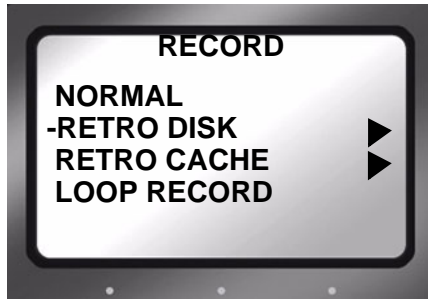 RECORD
NORMAL
-RETRO DISK
RETRO CACHE
LOOP RECORD